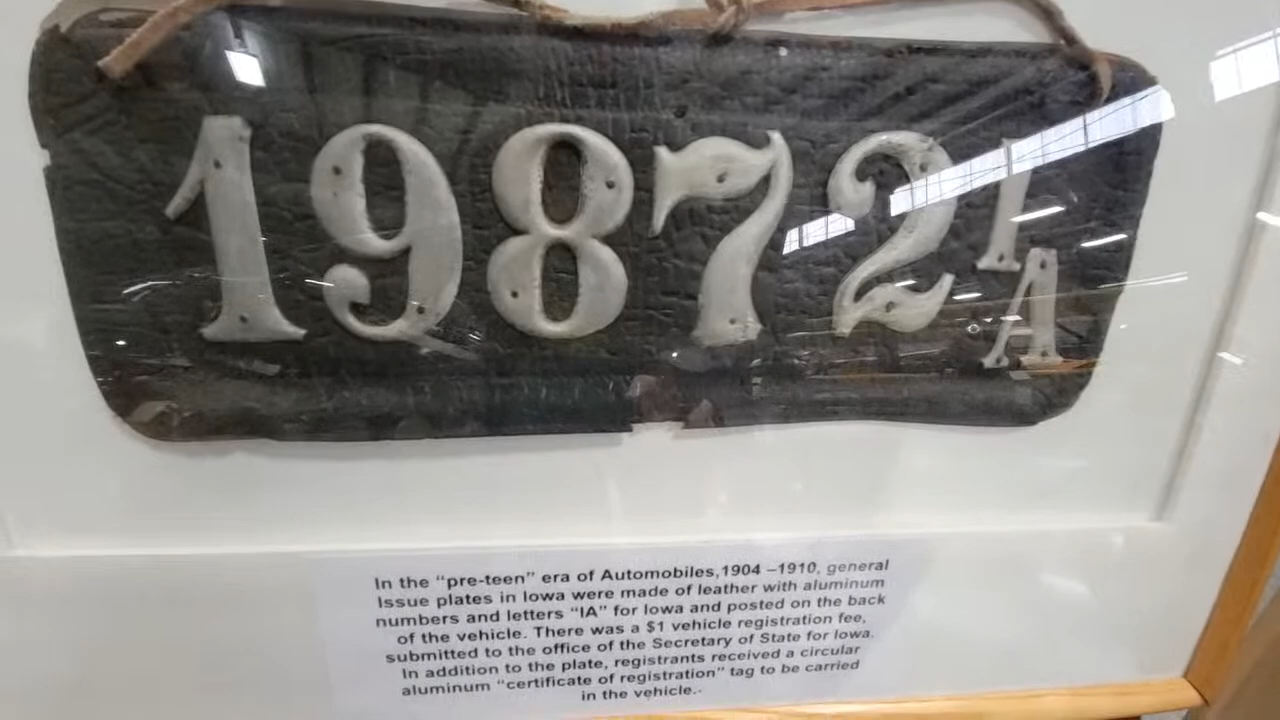 19872 IA
In the “pre-teen” era of Automobiles,1904 –1910, general
Issue plates in Iowa were made of leather with aluminum
numbers and letters “IA” for Iowa and posted on the back
of the vehicle. There was a $1 vehicle registration fee,
submitted to the office of the Secretary of State for Iowa.
In addition to the plate, registrants received a circular
aluminum “certificate of registration” tag to be carried
in the vehicle..